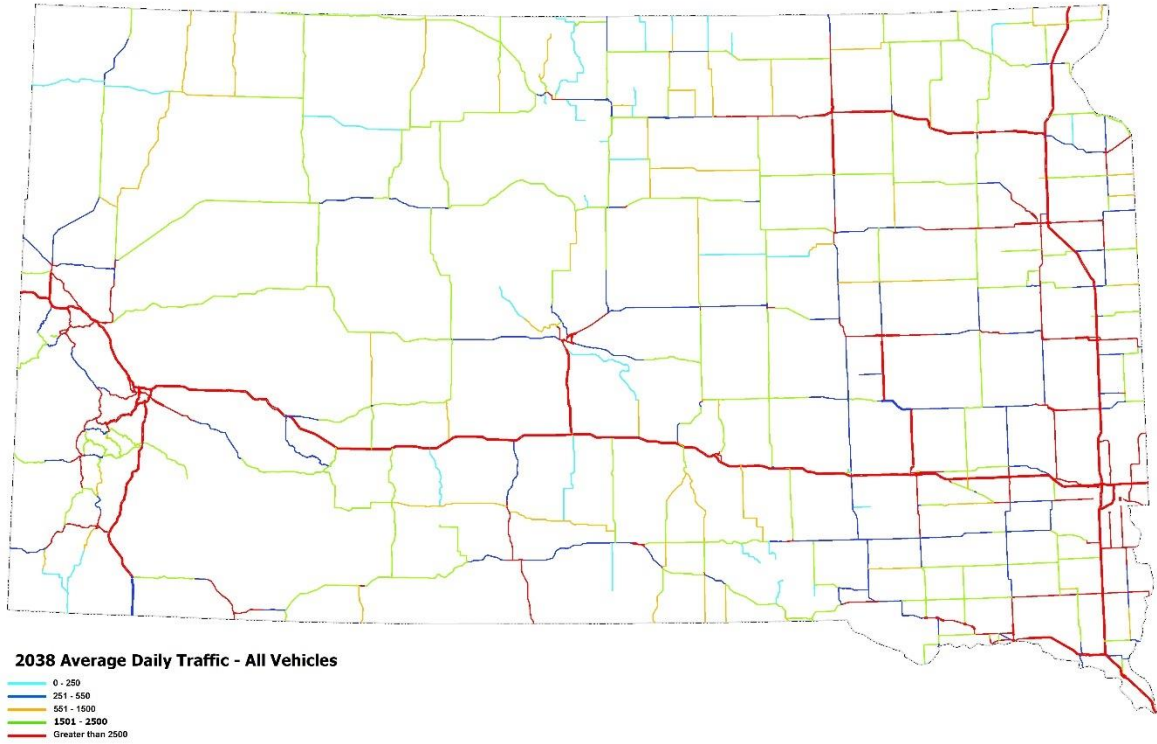 2038 Average Daily Traffic - All Vehicles
0 - 250
251 - 550
551 - 1500
1501 - 2500
Greater than 2500